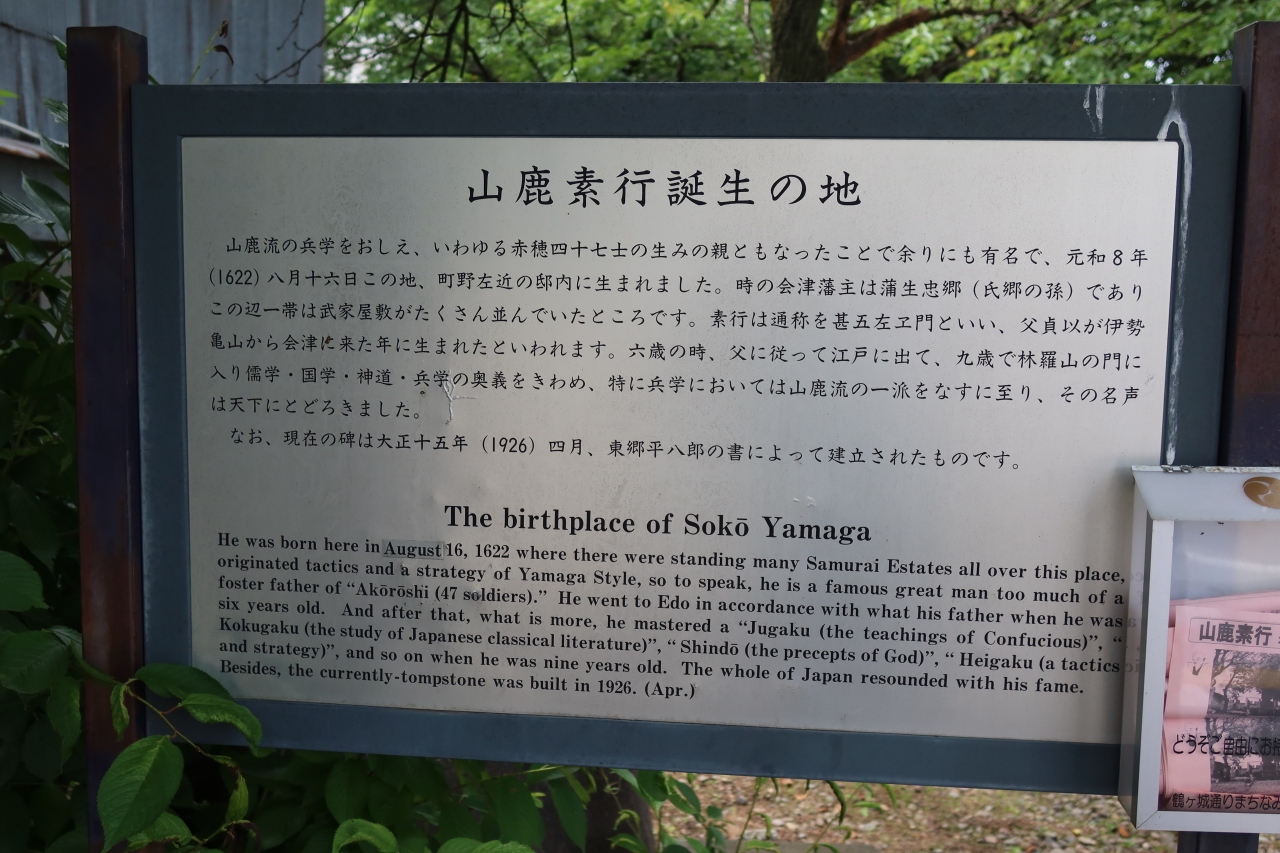 山鹿素行誕生の地
山鹿流の兵学をおしえ、いわゆる赤穂四十七士の生みの親ともなったことで余りにも有名で、元和8年
(1622)八月十六日この地、町野左近の邸内に生まれました。時の会津藩主は蒲生忠郷(氏郷の孫)であり
この辺一帯は武家屋敷がたくさん並んでいたところです。素行は通称を甚五左ヱ門といい、父貞以が伊勢
亀山から会津に来た年に生まれたといわれます。六歳の時、父に従って江戸に出て、九歳で林羅山の門に
入り儒学・国学・神道・兵学の奥義をきわめ、特に兵学においては山鹿流の一派をなすに至り、その名声
は天下にとどろきました。
なお、現在の碑は大正十五年(1926)四月、東郷平八郎の書によって建立されたものです。
The birthplace of Sokō Yamaga
He was born here in August 16, 1622 where there were standing many Samurai Estates all over this place,
originated tactics and a strategy of Yamaga Style, so to speak, he is a famous great man too much of a
foster father of “Akōrōshi (47 soldiers).” He went to Edo in accordance with what his father when he was
six years old. And after that, what is more, he mastered a “Jugaku (the teachings of Confucious)”, “
Kokugaku (the study of Japanese classical literature)”, “ Shindō (the precepts of God)”, “ Heigaku (a tactics
and strategy)”, and so on when he was nine years old. The whole of Japan resounded with his fame.
Besides, the currently-tompstone was built in 1926. (Apr.)
山鹿素行
どうぞご自由にお
鶴ヶ城通りまちなみ